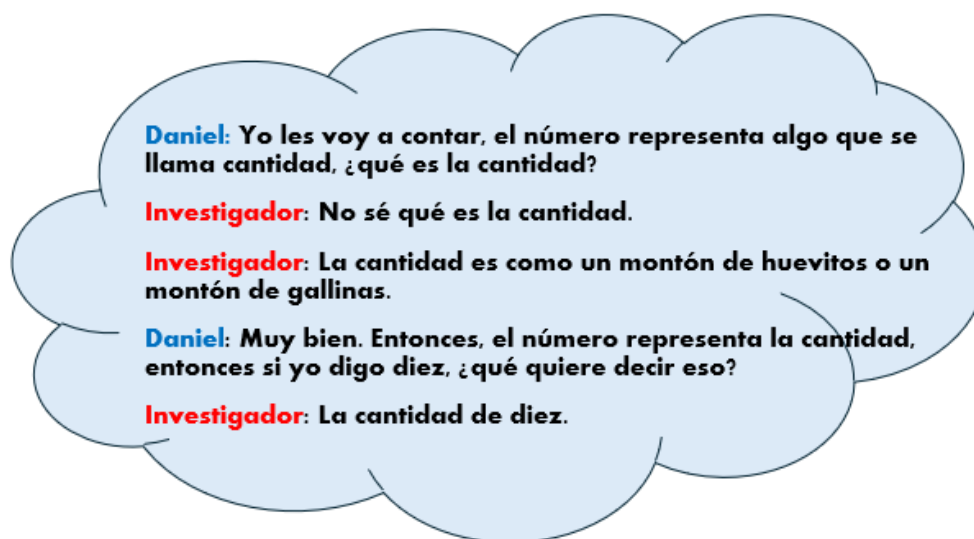 Daniel: Yo les voy a contar, el número representa algo que se
llama cantidad, ¿qué es la cantidad?
Investigador: No sé qué es la cantidad.
Investigador: La cantidad es como un montón de huevitos o un
montón de gallinas.
Daniel: Muy bien. Entonces, el número representa la cantidad,
entonces si yo digo diez, ¿qué quiere decir eso?
Investigador: La cantidad de diez.